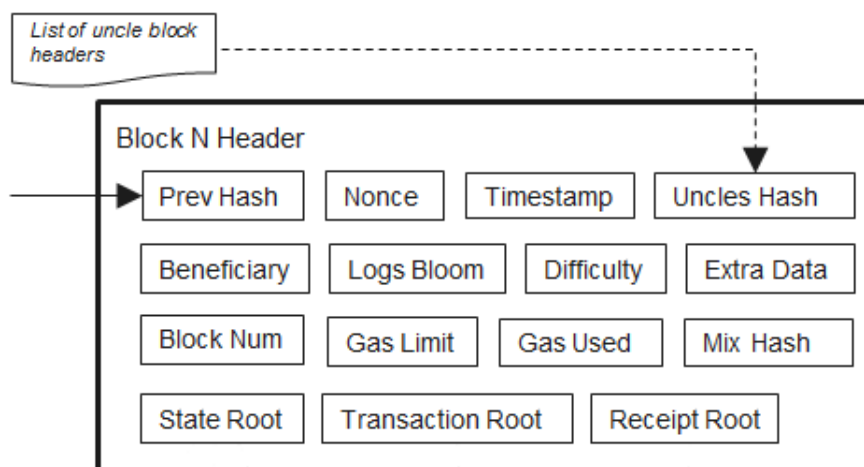 List of uncle block
headers
Block N Header
Prev Hash
Nonce
Timestamp
Uncles Hash
Beneficiary
Logs Bloom
Difficulty
Extra Data
Block Num
Gas Limit
Gas Used
Mix Hash
State Root
Transaction Root
Receipt Root